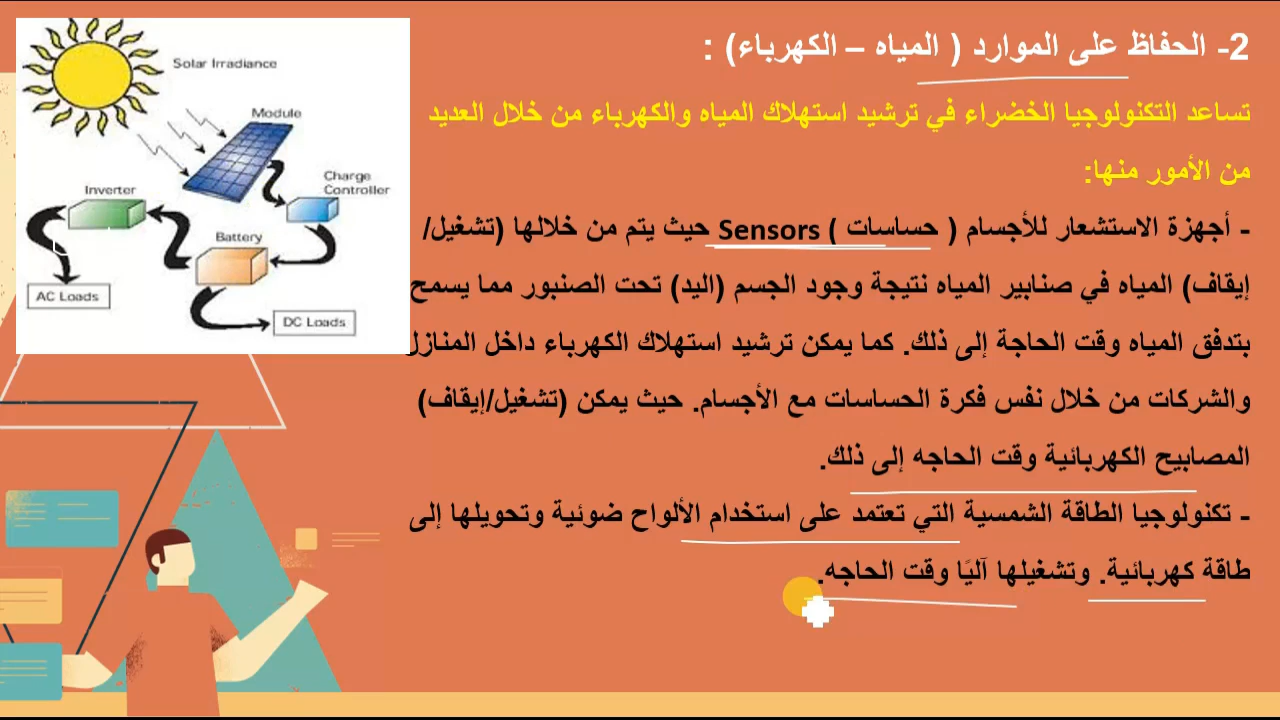 2- الحفاظ على الموارد ( المياه – الكهرباء) :
تساعد التكنولوجيا الخضراء في ترشيد استهلاك المياه والكهرباء من خلال العديد
من الأمور منها:
- أجهزة الاستشعار للأجسام ( حساسات ) Sensors حيث يتم من خلالها (تشغيل/
إيقاف) المياه في صنابير المياه نتيجة وجود الجسم (اليد) تحت الصنبور مما يسمح
بتدفق المياه وقت الحاجة إلى ذلك. كما يمكن ترشيد استهلاك الكهرباء داخل المنازل
والشركات من خلال نفس فكرة الحساسات مع الأجسام. حيث يمكن (تشغيل/إيقاف)
المصابيح الكهربائية وقت الحاجه إلى ذلك.
- تكنولوجيا الطاقة الشمسية التي تعتمد على استخدام الألواح ضوئية وتحويلها إلى
طاقة كهربائية. وتشغيلها آليًا وقت الحاجه.
Solar Irradiance
Module
Charge
Controller
Inverter
Battery
AC Loads
DC Loads